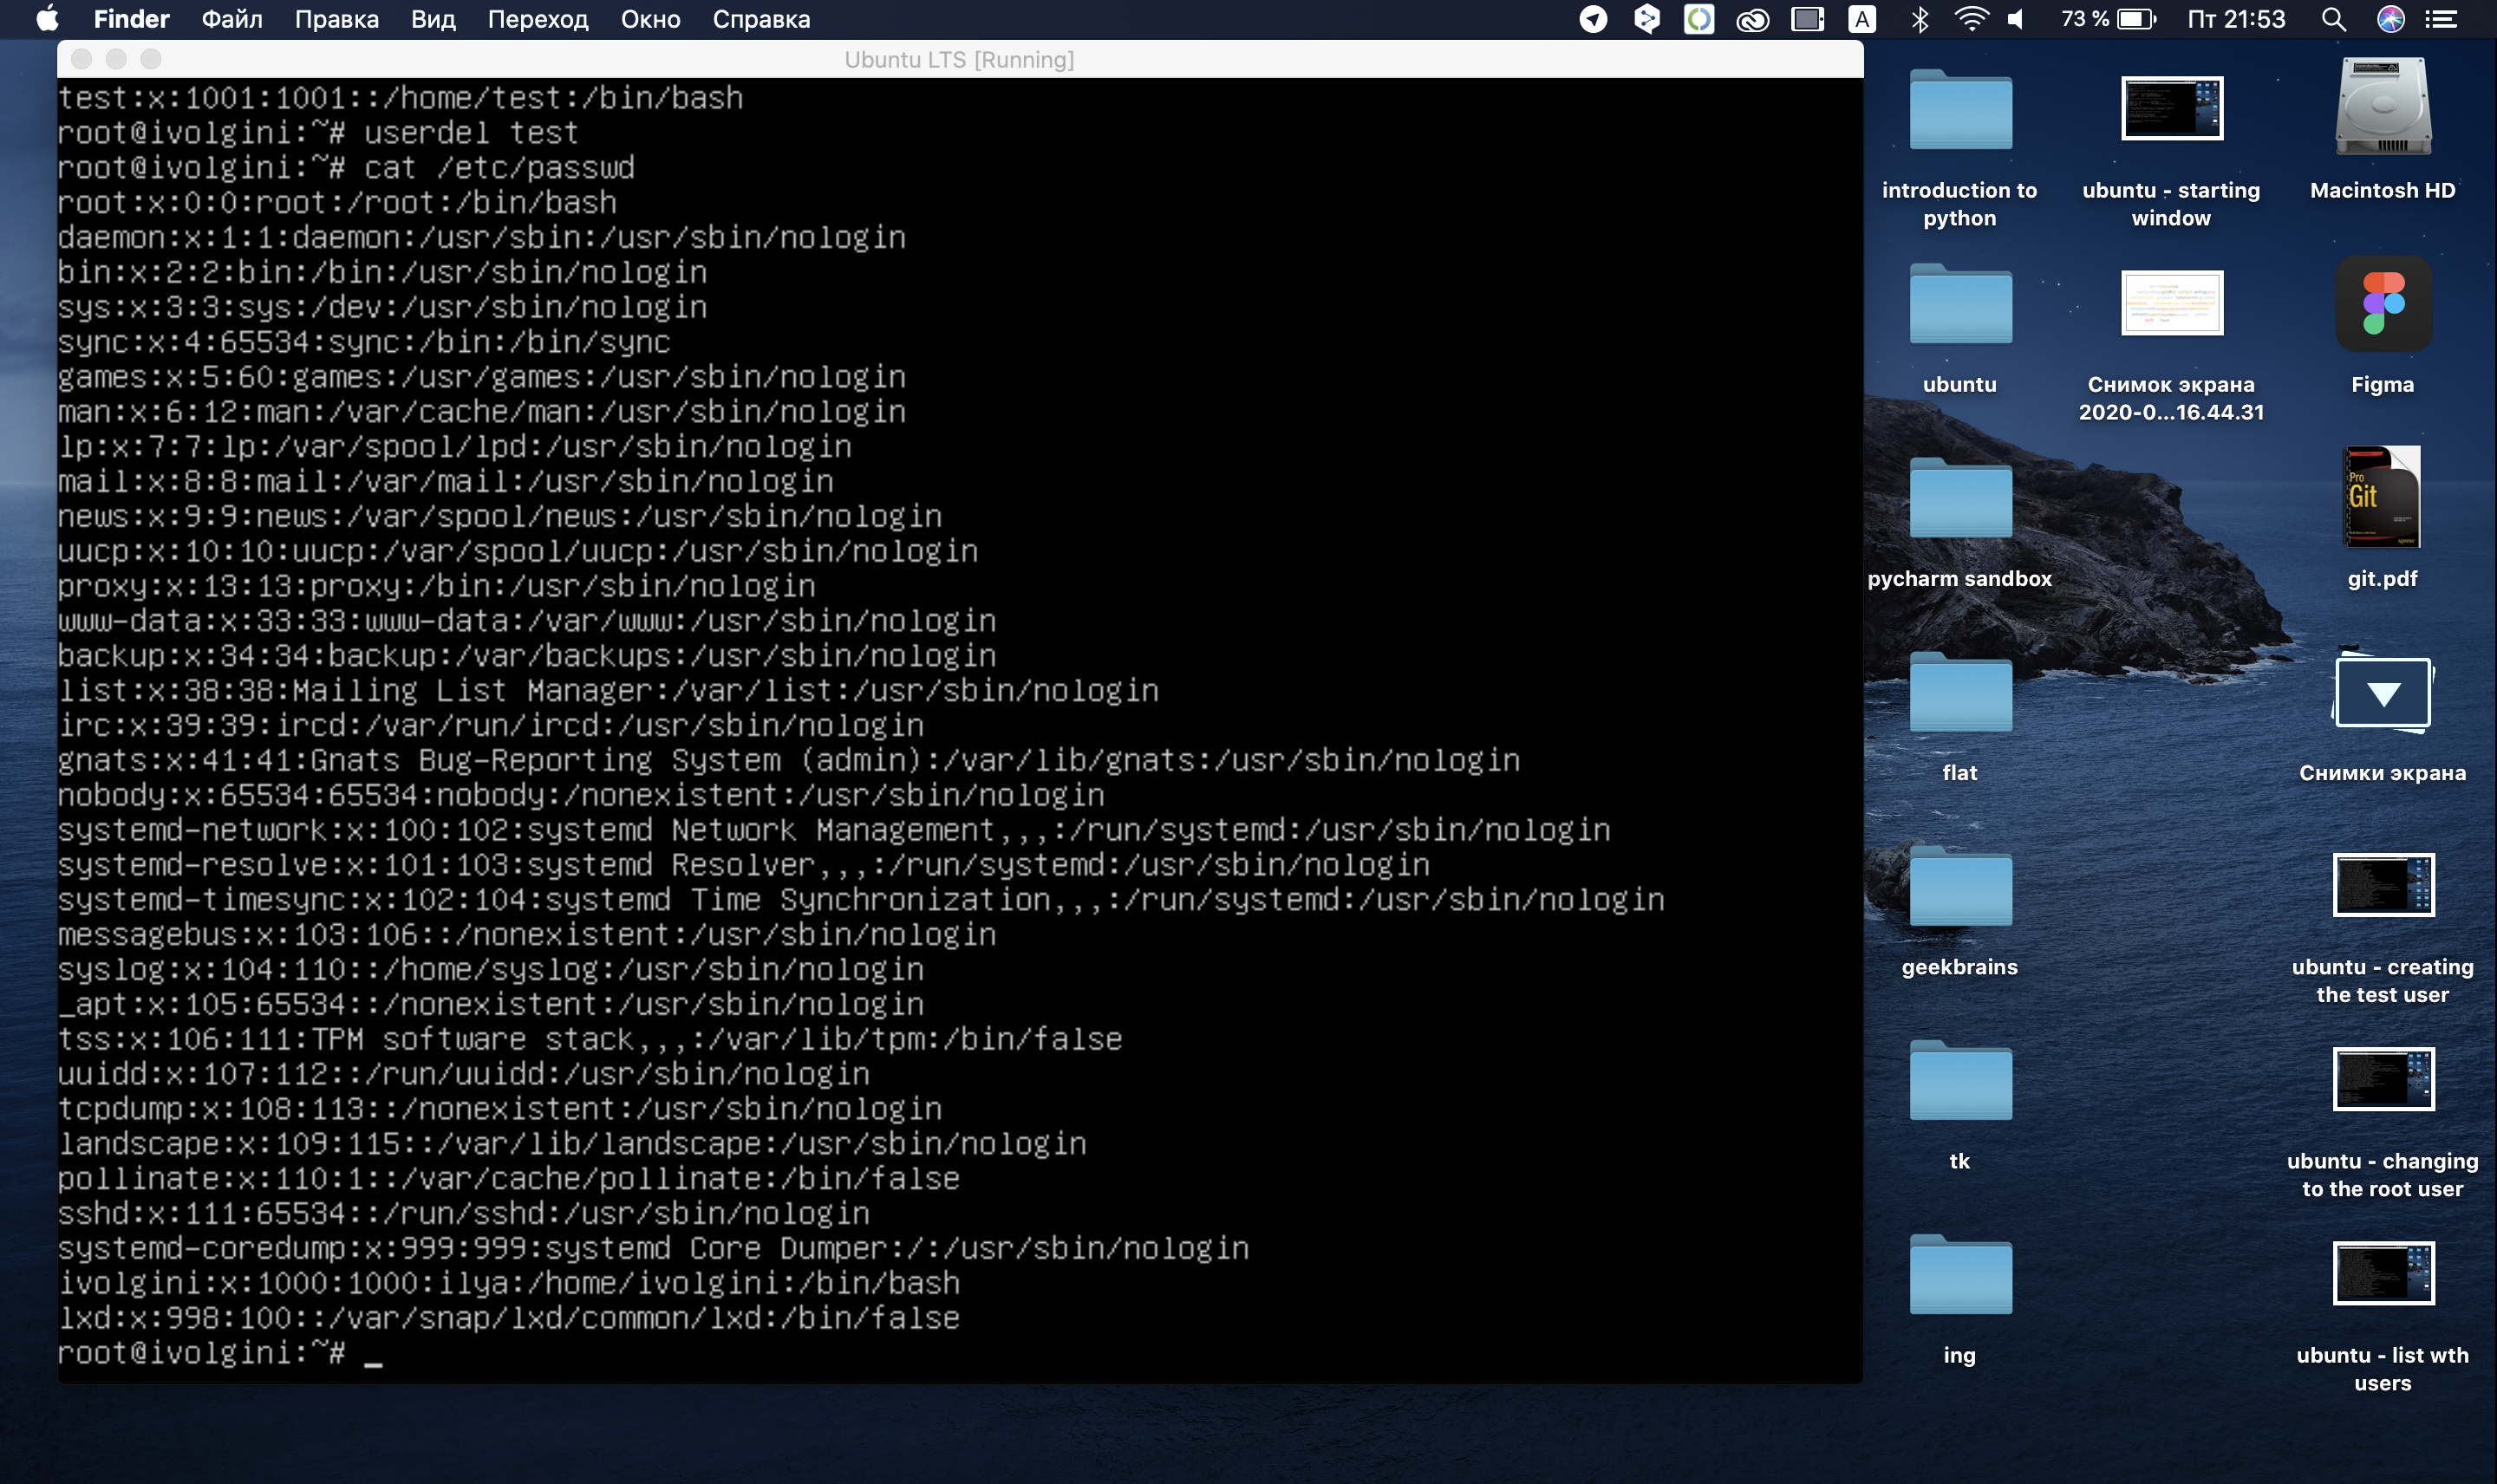 Finder Файл Правка Вид Переход Окно Справка A 73 % Пт 21:53
Ubuntu LTS [Running]
test:x:1001:1001::/home/test:/bin/bash
root@ivolgini:~# userdel test
root@ivolgini:~# cat /etc/passwd
root:x:0:0:root:/root:/bin/bash
daemon:x:1:1:daemon:/usr/sbin:/usr/sbin/nologin
bin:x:2:2:bin:/bin:/usr/sbin/nologin
sys:x:3:3:sys:/dev:/usr/sbin/nologin
sync:x:4:65534:sync:/bin:/bin/sync
games:x:5:60:games:/usr/games:/usr/sbin/nologin
man:x:6:12:man:/var/cache/man:/usr/sbin/nologin
lp:x:7:7:lp:/var/spool/lpd:/usr/sbin/nologin
mail:x:8:8:mail:/var/mail:/usr/sbin/nologin
news:x:9:9:news:/var/spool/news:/usr/sbin/nologin
uucp:x:10:10:uucp:/var/spool/uucp:/usr/sbin/nologin
proxy:x:13:13:proxy:/bin:/usr/sbin/nologin
www-data:x:33:33:www-data:/var/www:/usr/sbin/nologin
backup:x:34:34:backup:/var/backups:/usr/sbin/nologin
list:x:38:38:Mailing List Manager:/var/list:/usr/sbin/nologin
irc:x:39:39:ircd:/var/run/ircd:/usr/sbin/nologin
gnats:x:41:41:Gnats Bug-Reporting System (admin):/var/lib/gnats:/usr/sbin/nologin
nobody:x:65534:65534:nobody:/nonexistent:/usr/sbin/nologin
systemd-network:x:100:102:systemd Network Management,,,:/run/systemd:/usr/sbin/nologin
systemd-resolve:x:101:103:systemd Resolver,,,:/run/systemd:/usr/sbin/nologin
systemd-timesync:x:102:104:systemd Time Synchronization,,,:/run/systemd:/usr/sbin/nologin
messagebus:x:103:106::/nonexistent:/usr/sbin/nologin
syslog:x:104:110::/home/syslog:/usr/sbin/nologin
_apt:x:105:65534::/nonexistent:/usr/sbin/nologin
tss:x:106:111:TPM software stack,,,:/var/lib/tpm:/bin/false
uuidd:x:107:112::/run/uuidd:/usr/sbin/nologin
tcpdump:x:108:113::/nonexistent:/usr/sbin/nologin
landscape:x:109:115::/var/lib/landscape:/usr/sbin/nologin
pollinate:x:110:1::/var/cache/pollinate:/bin/false
sshd:x:111:65534::/run/sshd:/usr/sbin/nologin
systemd-coredump:x:999:999:systemd Core Dumper:/:/usr/sbin/nologin
ivolgini:x:1000:1000:ilya:/home/ivolgini:/bin/bash
lxd:x:998:100::/var/snap/lxd/common/lxd:/bin/false
root@ivolgini:~# _
introduction to
python
ubuntu
pycharm sandbox
flat
geekbrains
tk
ing
ubuntu - starting
window
Снимок экрана
2020-0...16.44.31
Macintosh HD
Figma
Pro
Git
git.pdf
Снимки экрана
ubuntu - creating
the test user
ubuntu - changing
to the root user
ubuntu - list wth
users